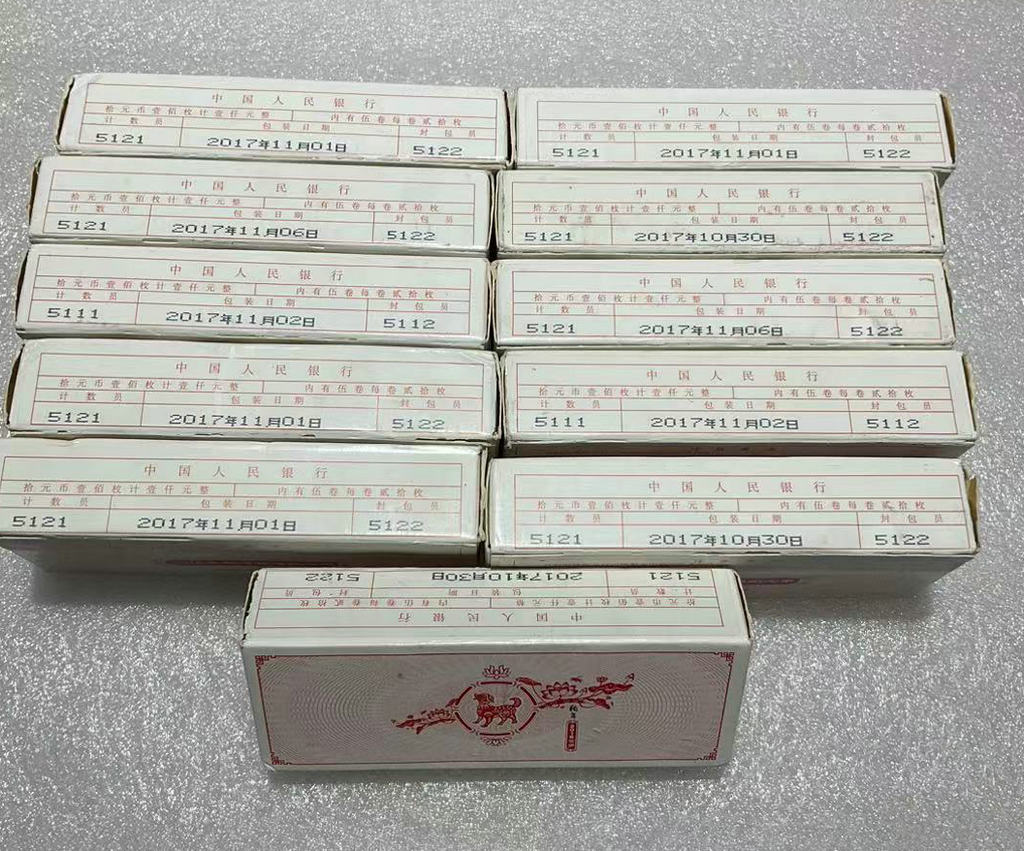 中国人民银行
拾元币壹佰枚计壹仟元整 内有伍卷每卷贰拾枚
计数员 包装日期 封包员
5121 2017年11月01日 5122
中国人民银行
拾元币壹佰枚计壹仟元整 内有伍卷每卷贰拾枚
计数员 包装日期 封包员
5121 2017年11月01日 5122
中国人民银行
拾元币壹佰枚计壹仟元整 内有伍卷每卷贰拾枚
计数员 包装日期 封包员
5121 2017年11月06日 5122
中国人民银行
拾元币壹佰枚计壹仟元整 内有伍卷每卷贰拾枚
计数员 包装日期 封包员
5121 2017年10月30日 5122
中国人民银行
拾元币壹佰枚计壹仟元整 内有伍卷每卷贰拾枚
计数员 包装日期 封包员
5111 2017年11月02日 5112
中国人民银行
拾元币壹佰枚计壹仟元整 内有伍卷每卷贰拾枚
计数员 包装日期 封包员
5121 2017年11月06日 5122
中国人民银行
拾元币壹佰枚计壹仟元整 内有伍卷每卷贰拾枚
计数员 包装日期 封包员
5121 2017年11月01日 5122
中国人民银行
拾元币壹佰枚计壹仟元整 内有伍卷每卷贰拾枚
计数员 包装日期 封包员
5111 2017年11月02日 5112
中国人民银行
拾元币壹佰枚计壹仟元整 内有伍卷每卷贰拾枚
计数员 包装日期 封包员
5121 2017年11月01日 5122
中国人民银行
拾元币壹佰枚计壹仟元整 内有伍卷每卷贰拾枚
计数员 包装日期 封包员
5121 2017年10月30日 5122
中国人民银行
拾元币壹佰枚计壹仟元整 内有伍卷每卷贰拾枚
计数员 包装日期 封包员
5121 2017年10月30日 5122